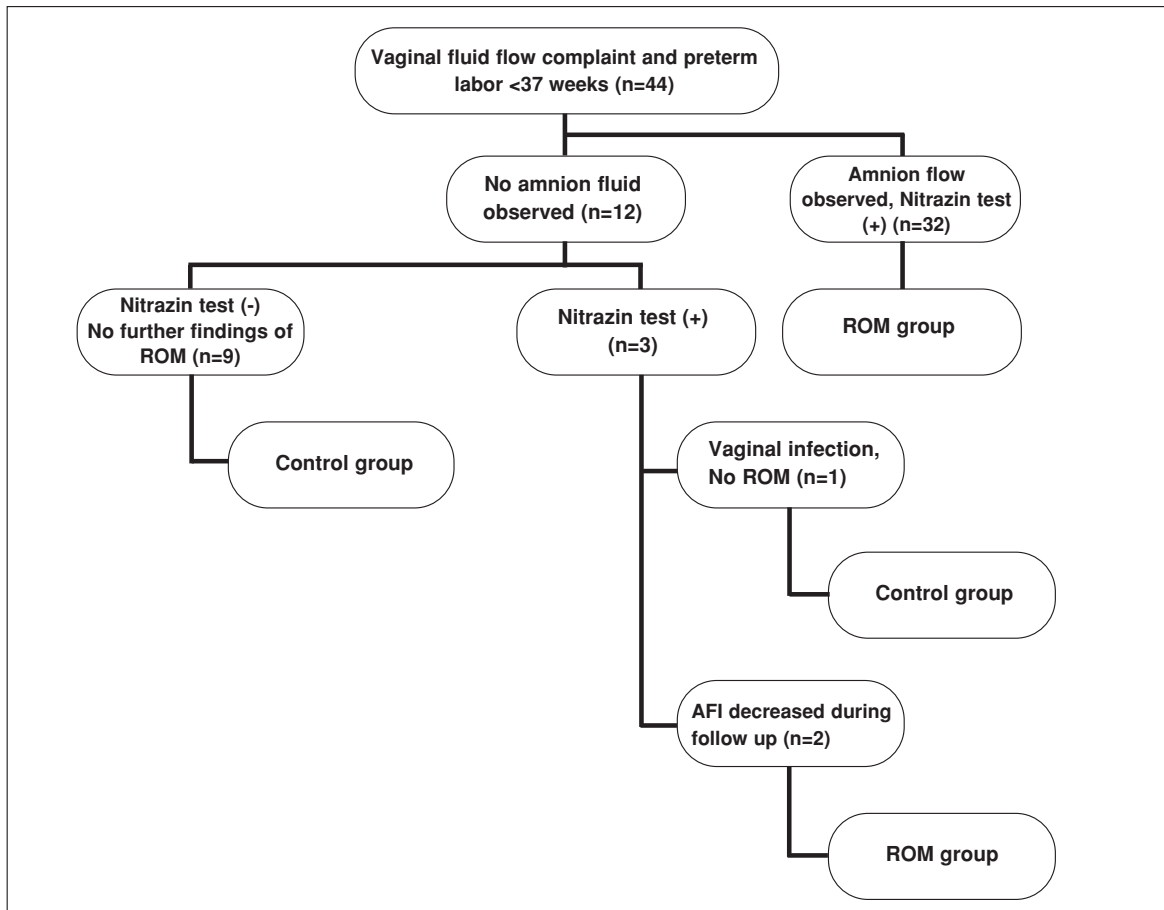 Vaginal fluid flow complaint and preterm
labor <37 weeks (n=44)
No amnion fluid
observed (n=12)
Amnion flow
observed, Nitrazin test
(+) (n=32)
Nitrazin test (-)
No further findings of
ROM (n=9)
Nitrazin test (+)
(n=3)
ROM group
Control group
Vaginal infection,
No ROM (n=1)
Control group
AFI decreased during
follow up (n=2)
ROM group